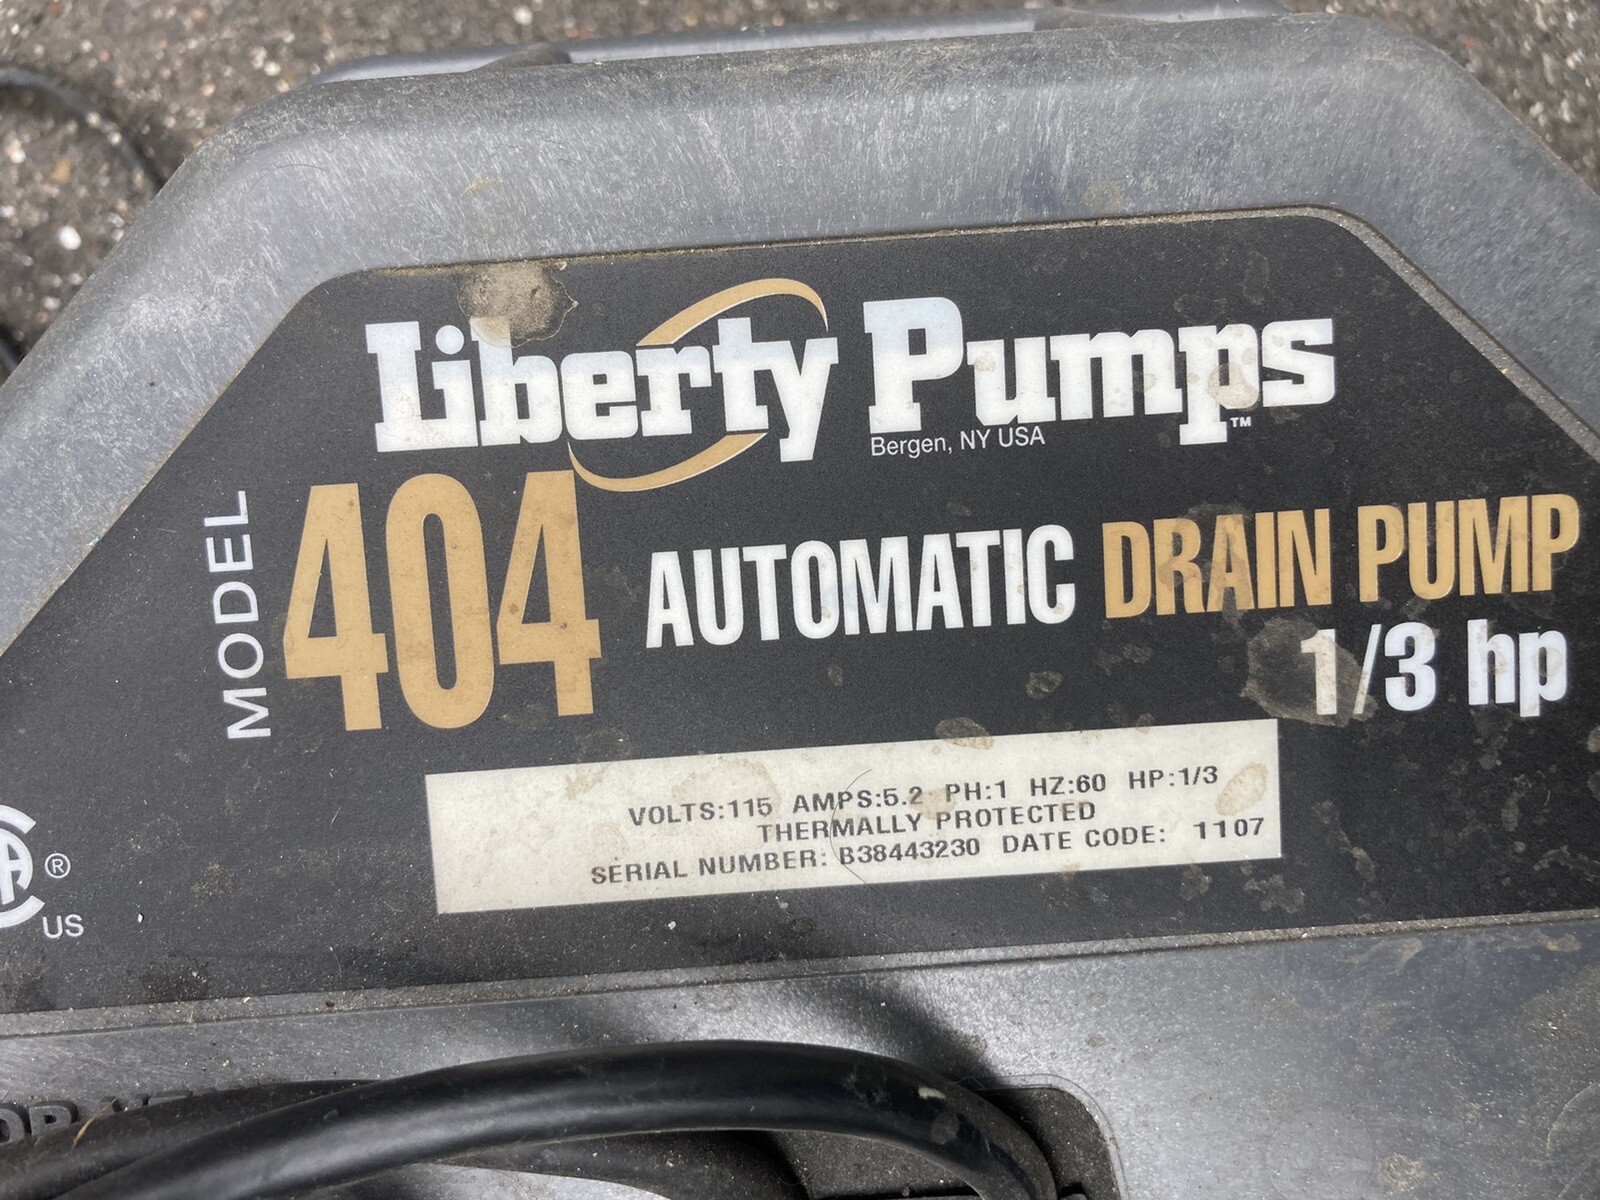 Liberty Pumps™
Bergen, NY USA
MODEL
404 AUTOMATIC DRAIN PUMP
1/3 hp
VOLTS:115 AMPS:5.2 PH:1 HZ:60 HP:1/3
THERMALLY PROTECTED
SERIAL NUMBER: B38443230 DATE CODE: 1107
®
US